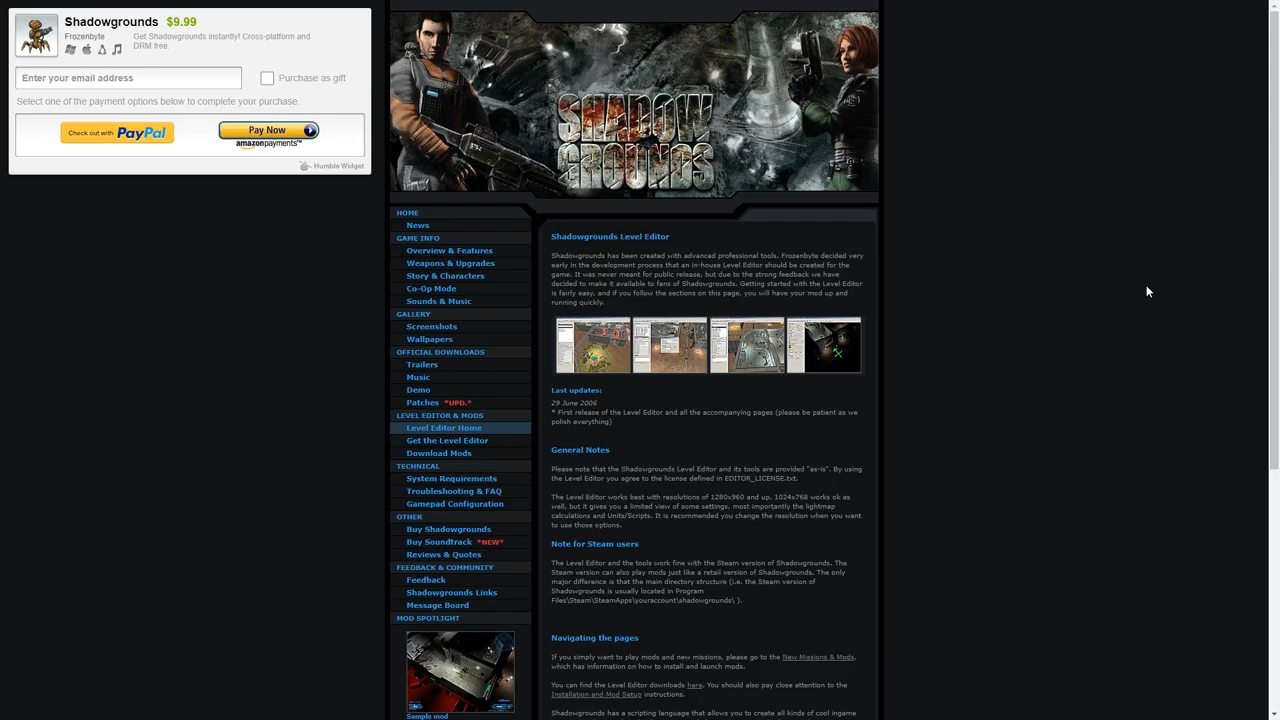 Shadowgrounds $9.99
Frozenbyte
Get Shadowgrounds instantly! Cross-platform and
DRM free.
Enter your email address
Purchase as gift
Select one of the payment options below to complete your purchase.
Check out with PayPal
Pay Now
amazonpayments™
Humble Widget
SHADOW
GROUNDS
HOME
News
GAME INFO
Overview & Features
Weapons & Upgrades
Story & Characters
Co-Op Mode
Sounds & Music
GALLERY
Screenshots
Wallpapers
OFFICIAL DOWNLOADS
Trailers
Music
Demo
Patches *UPD.*
LEVEL EDITOR & MODS
Level Editor Home
Get the Level Editor
Download Mods
TECHNICAL
System Requirements
Troubleshooting & FAQ
Gamepad Configuration
OTHER
Buy Shadowgrounds
Buy Soundtrack *NEW*
Reviews & Quotes
FEEDBACK & COMMUNITY
Feedback
Shadowgrounds Links
Message Board
MOD SPOTLIGHT
Sample mod
Shadowgrounds Level Editor
Shadowgrounds has been created with advanced professional tools. Frozenbyte decided very
early in the development process that an in-house Level Editor should be created for the
game. It was never meant for public release, but due to the strong feedback we have
decided to make it available to fans of Shadowgrounds. Getting started with the Level Editor
is fairly easy, and if you follow the sections on this page, you will have your mod up and
running quickly.
Last updates:
29 June 2006
* First release of the Level Editor and all the accompanying pages (please be patient as we
polish everything)
General Notes
Please note that the Shadowgrounds Level Editor and its tools are provided "as-is". By using
the Level Editor you agree to the license defined in EDITOR_LICENSE.txt.
The Level Editor works best with resolutions of 1280x960 and up. 1024x768 works ok as
well, but it gives you a limited view of some settings, most importantly the lightmap
calculations and Units/Scripts. It is recommended you change the resolution when you want
to use those options.
Note for Steam users
The Level Editor and the tools work fine with the Steam version of Shadowgrounds. The
Steam version can also play mods just like a retail version of Shadowgrounds. The only
major difference is that the main directory structure (i.e. the Steam version of
Shadowgrounds is usually located in Program
Files\Steam\SteamApps\youraccount\shadowgrounds\ ).
Navigating the pages
If you simply want to play mods and new missions, please go to the New Missions & Mods,
which has information on how to install and launch mods.
You can find the Level Editor downloads here. You should also pay close attention to the
Installation and Mod Setup instructions.
Shadowgrounds has a scripting language that allows you to create all kinds of cool ingame